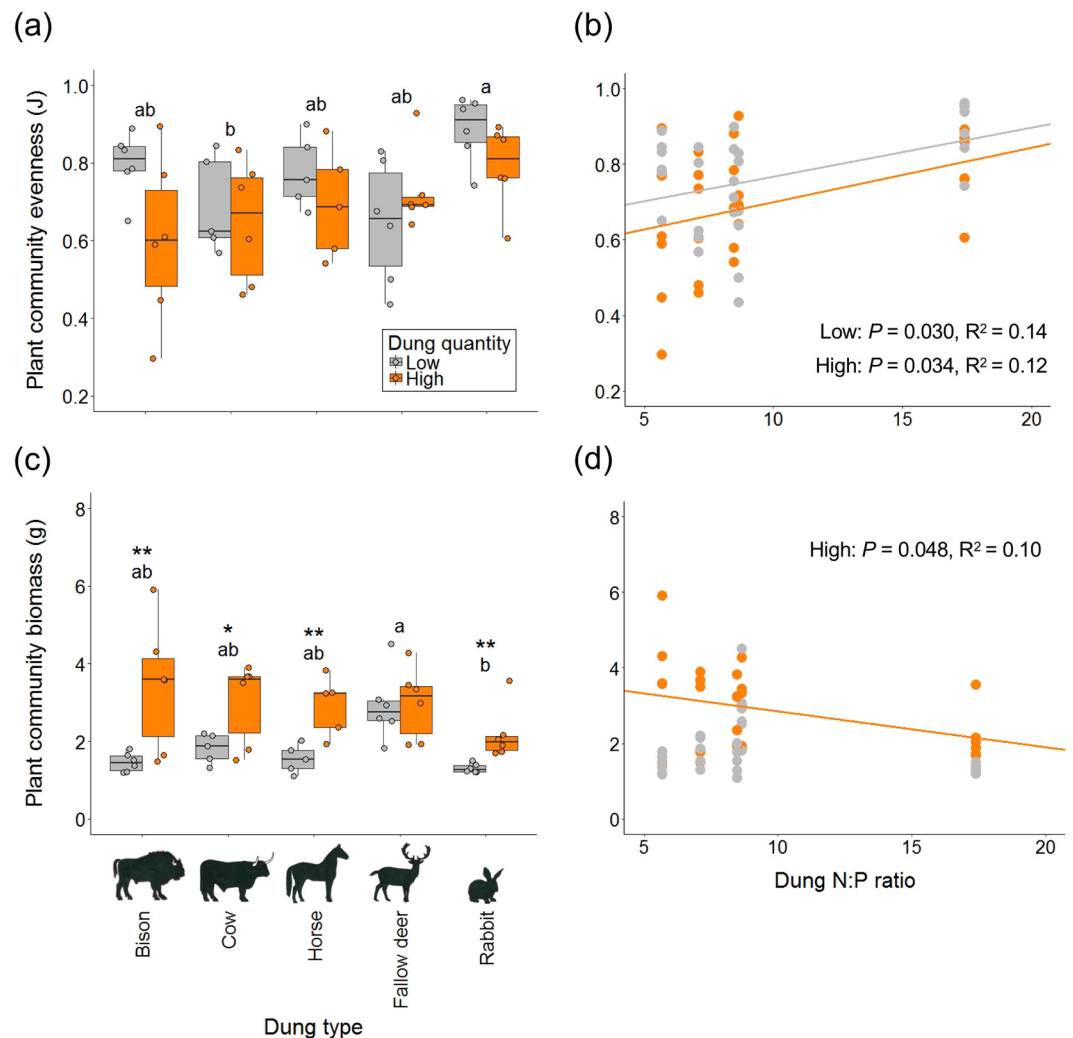 (a)
Plant community evenness (J)
1.0
0.8
0.6
0.4
0.2
ab
b
ab
ab
a
Dung quantity
Low
High
(b)
1.0
0.8
0.6
0.4
0.2
Low: P = 0.030, R² = 0.14
High: P = 0.034, R² = 0.12
5
10
15
20
(c)
Plant community biomass (g)
8
6
4
2
0
**
ab
*
ab
**
ab
a
**
b
Bison
Cow
Horse
Fallow deer
Rabbit
Dung type
(d)
8
6
4
2
0
High: P = 0.048, R² = 0.10
5
10
15
20
Dung N:P ratio